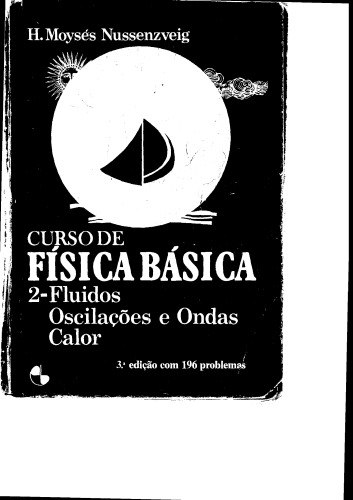 H. Moysés Nussenzveig
CURSO DE
FÍSICA BÁSICA
2-Fluidos
Oscilações e Ondas
Calor
3.ª edição com 196 problemas